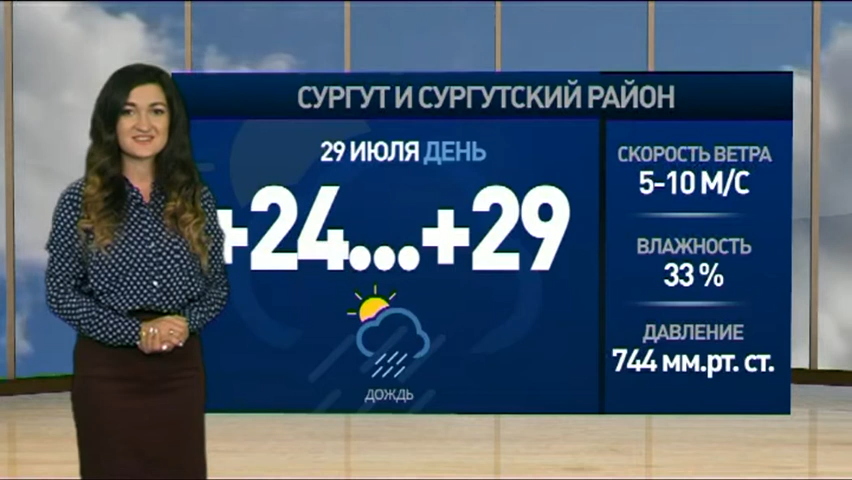 СУРГУТ И СУРГУТСКИЙ РАЙОН
29 ИЮЛЯ ДЕНЬ
+24...+29
ДОЖДЬ
СКОРОСТЬ ВЕТРА
5-10 М/С
ВЛАЖНОСТЬ
33 %
ДАВЛЕНИЕ
744 мм.рт. ст.